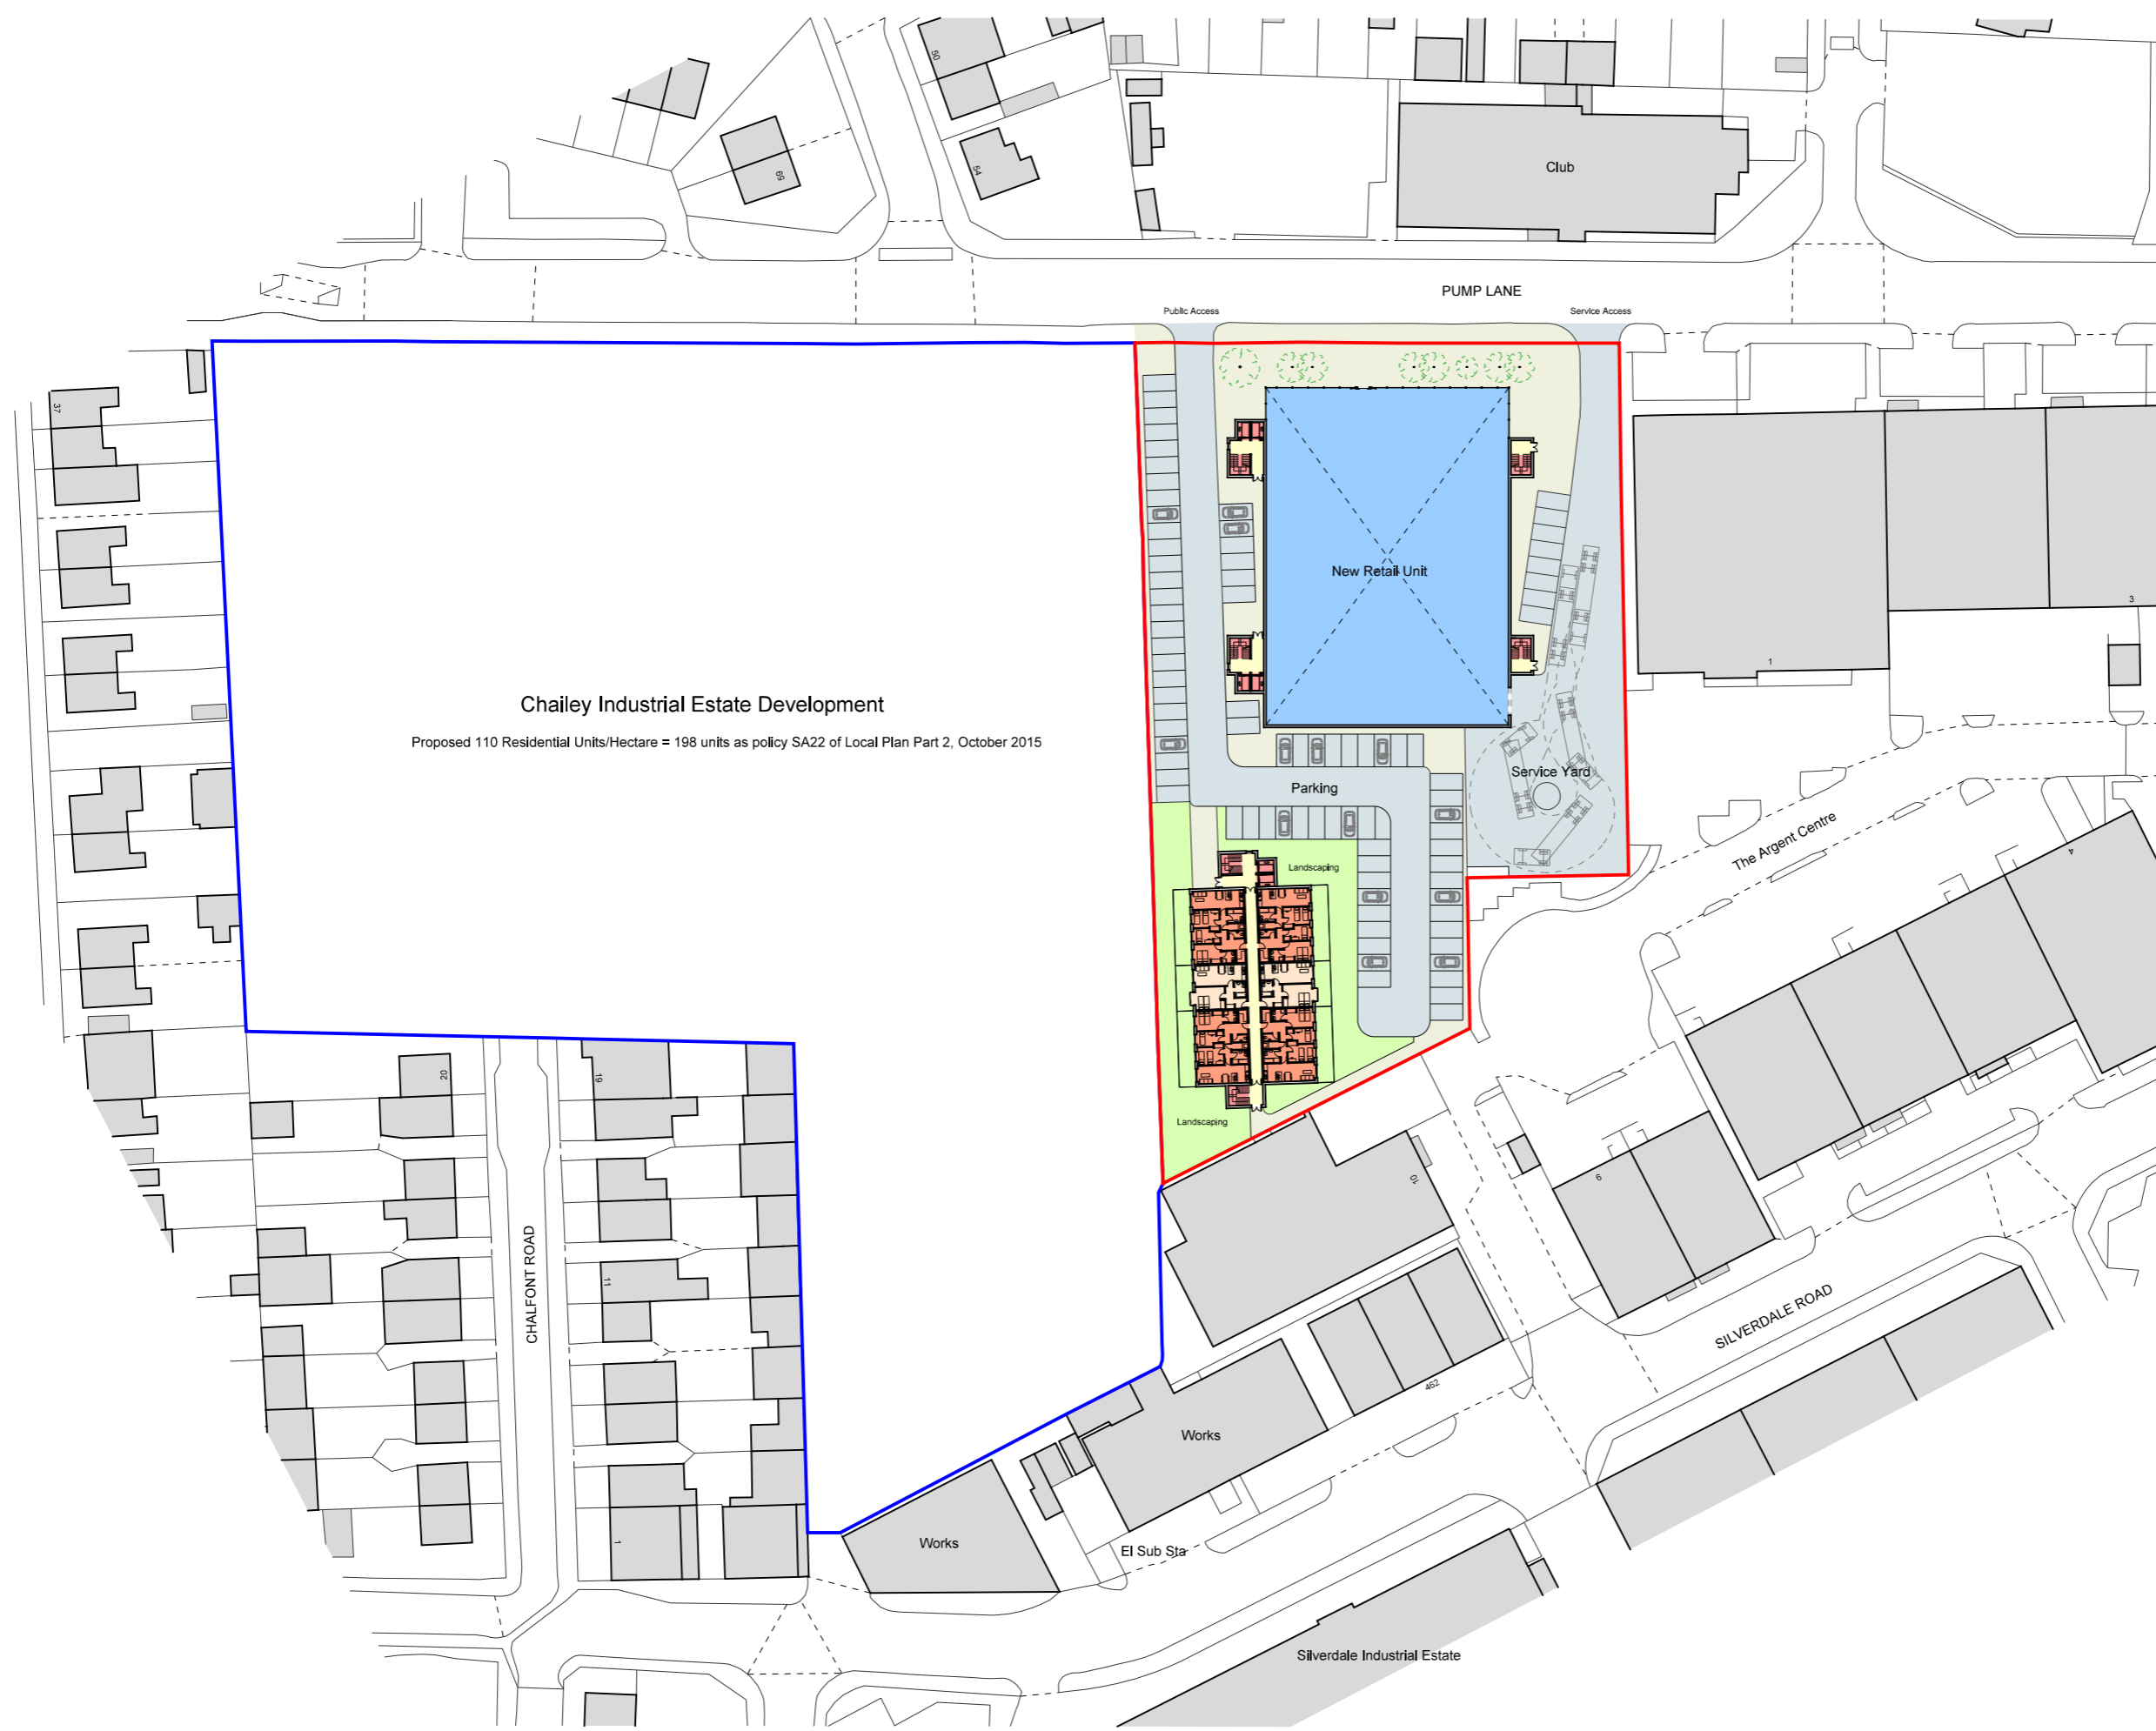 50
69
54
Club
PUMP LANE
Public Access
Service Access
37
New Retail Unit
3
1
Chailey Industrial Estate Development
Proposed 110 Residential Units/Hectare = 198 units as policy SA22 of Local Plan Part 2, October 2015
Service Yard
Parking
The Argent Centre
4
Landscaping
20
19
Landscaping
10
9
CHALFONT ROAD
11
SILVERDALE ROAD
462
Works
Works
1
El Sub Sta
Silverdale Industrial Estate